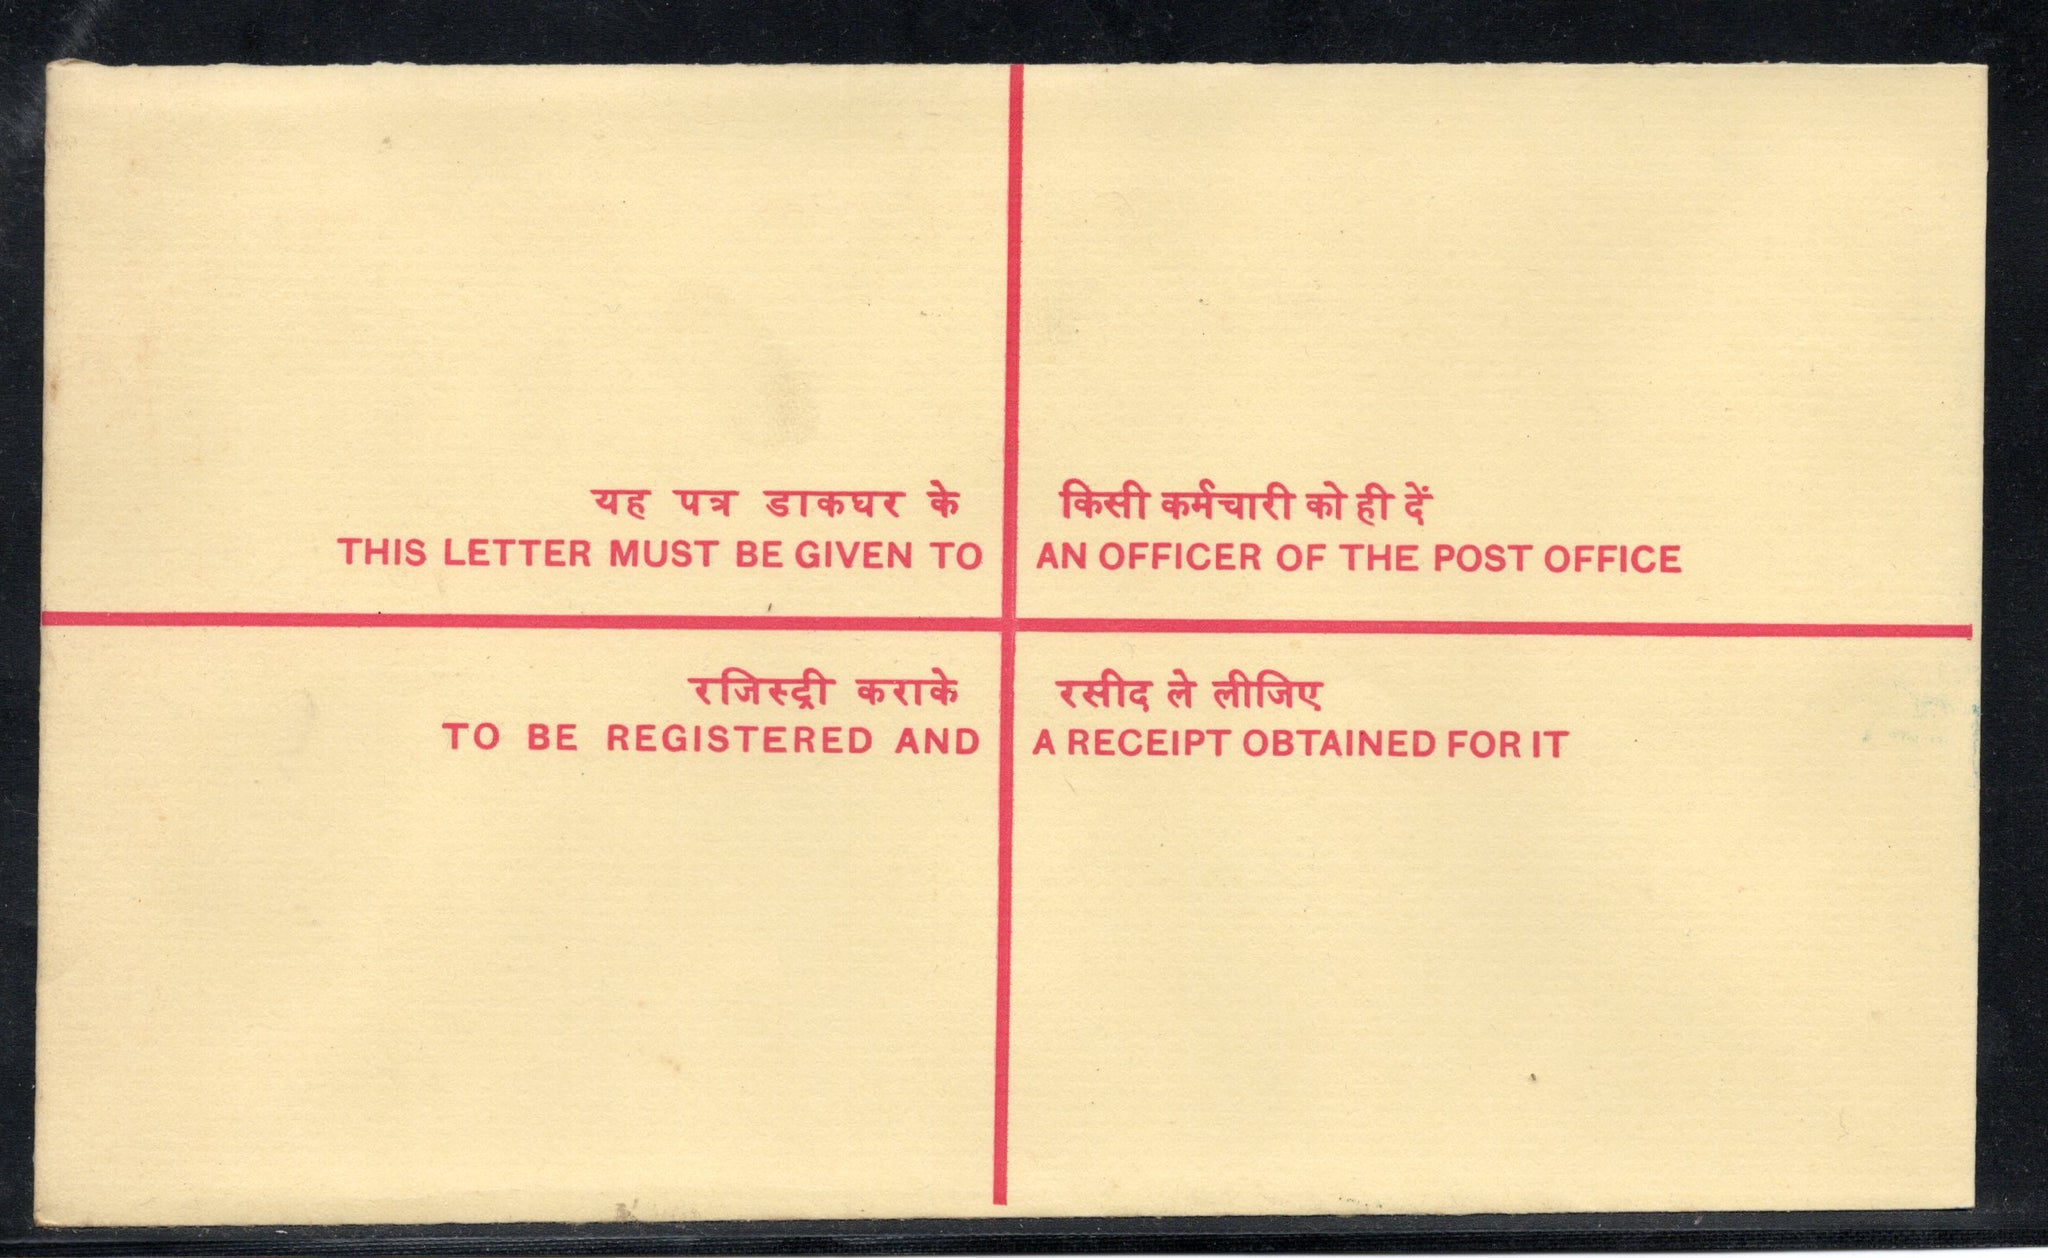 यह पत्र डाकघर के किसी कर्मचारी को ही दें
THIS LETTER MUST BE GIVEN TO AN OFFICER OF THE POST OFFICE
रजिस्ट्री कराके रसीद ले लीजिए
TO BE REGISTERED AND A RECEIPT OBTAINED FOR IT